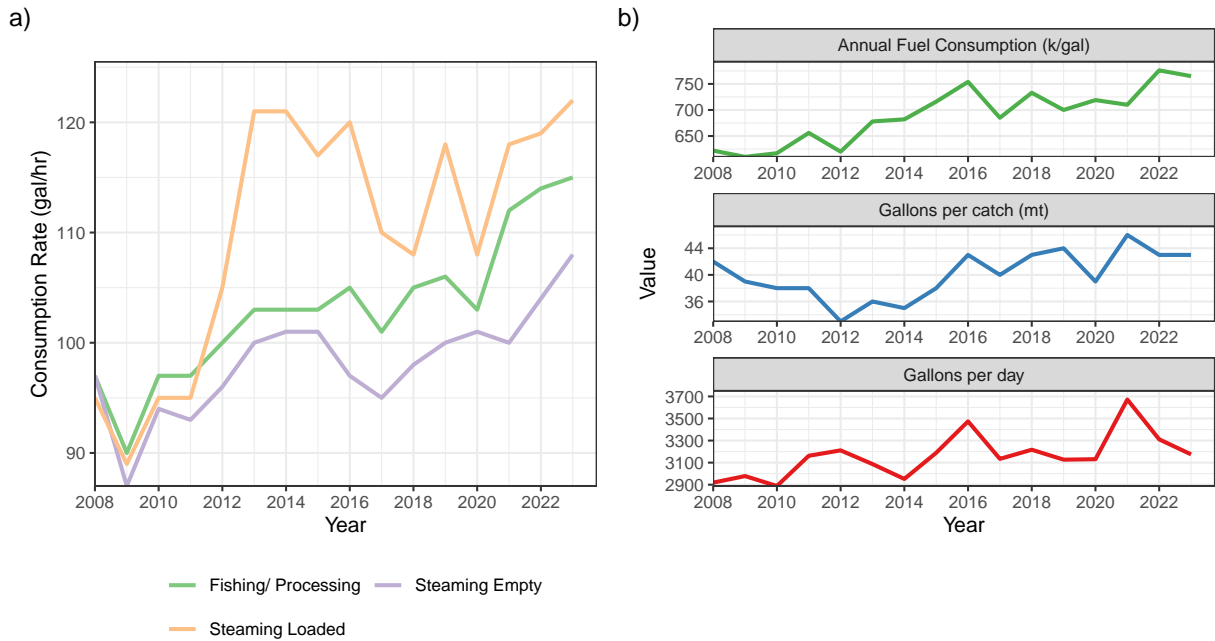 a)
Consumption Rate (gal/hr)
120
110
100
90
2008 2010 2012 2014 2016 2018 2020 2022
Year
Fishing/ Processing
Steaming Empty
Steaming Loaded
b)
Value
Annual Fuel Consumption (k/gal)
750
700
650
2008 2010 2012 2014 2016 2018 2020 2022
Gallons per catch (mt)
44
40
36
2008 2010 2012 2014 2016 2018 2020 2022
Gallons per day
3700
3500
3300
3100
2900
2008 2010 2012 2014 2016 2018 2020 2022
Year